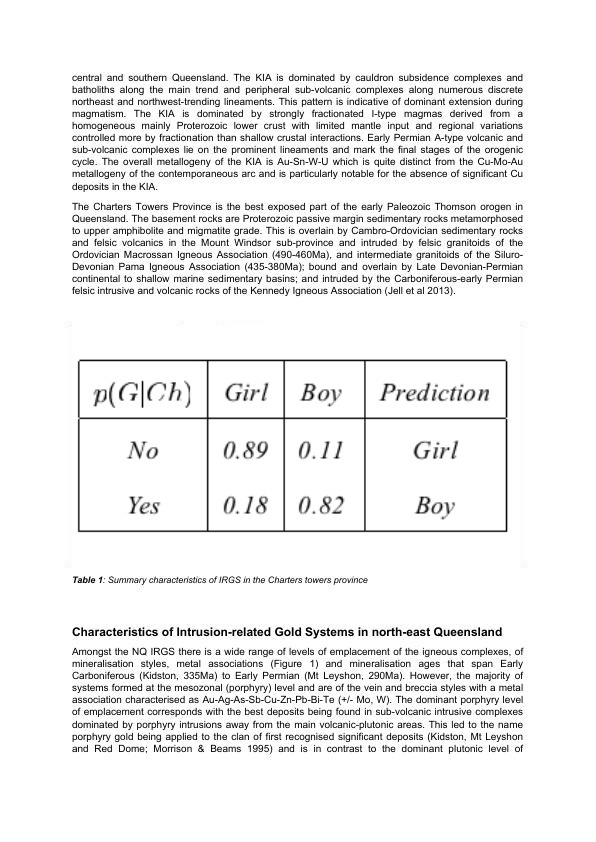 central and southern Queensland. The KIA is dominated by cauldron subsidence complexes and
batholiths along the main trend and peripheral sub-volcanic complexes along numerous discrete
northeast and northwest-trending lineaments. This pattern is indicative of dominant extension during
magmatism. The KIA is dominated by strongly fractionated I-type magmas derived from a
homogeneous mainly Proterozoic lower crust with limited mantle input and regional variations
controlled more by fractionation than shallow crustal interactions. Early Permian A-type volcanic and
sub-volcanic complexes lie on the prominent lineaments and mark the final stages of the orogenic
cycle. The overall metallogeny of the KIA is Au-Sn-W-U which is quite distinct from the Cu-Mo-Au
metallogeny of the contemporaneous arc and is particularly notable for the absence of significant Cu
deposits in the KIA.
The Charters Towers Province is the best exposed part of the early Paleozoic Thomson orogen in
Queensland. The basement rocks are Proterozoic passive margin sedimentary rocks metamorphosed
to upper amphibolite and migmatite grade. This is overlain by Cambro-Ordovician sedimentary rocks
and felsic volcanics in the Mount Windsor sub-province and intruded by felsic granitoids of the
Ordovician Macrossan Igneous Association (490-460Ma), and intermediate granitoids of the Siluro-
Devonian Pama Igneous Association (435-380Ma); bound and overlain by Late Devonian-Permian
continental to shallow marine sedimentary basins; and intruded by the Carboniferous-early Permian
felsic intrusive and volcanic rocks of the Kennedy Igneous Association (Jell et al 2013).
p(G|Ch) Girl Boy Prediction
No 0.89 0.11 Girl
Yes 0.18 0.82 Boy
Table 1: Summary characteristics of IRGS in the Charters towers province
Characteristics of Intrusion-related Gold Systems in north-east Queensland
Amongst the NQ IRGS there is a wide range of levels of emplacement of the igneous complexes, of
mineralisation styles, metal associations (Figure 1) and mineralisation ages that span Early
Carboniferous (Kidston, 335Ma) to Early Permian (Mt Leyshon, 290Ma). However, the majority of
systems formed at the mesozonal (porphyry) level and are of the vein and breccia styles with a metal
association characterised as Au-Ag-As-Sb-Cu-Zn-Pb-Bi-Te (+/- Mo, W). The dominant porphyry level
of emplacement corresponds with the best deposits being found in sub-volcanic intrusive complexes
dominated by porphyry intrusions away from the main volcanic-plutonic areas. This led to the name
porphyry gold being applied to the clan of first recognised significant deposits (Kidston, Mt Leyshon
and Red Dome; Morrison & Beams 1995) and is in contrast to the dominant plutonic level of